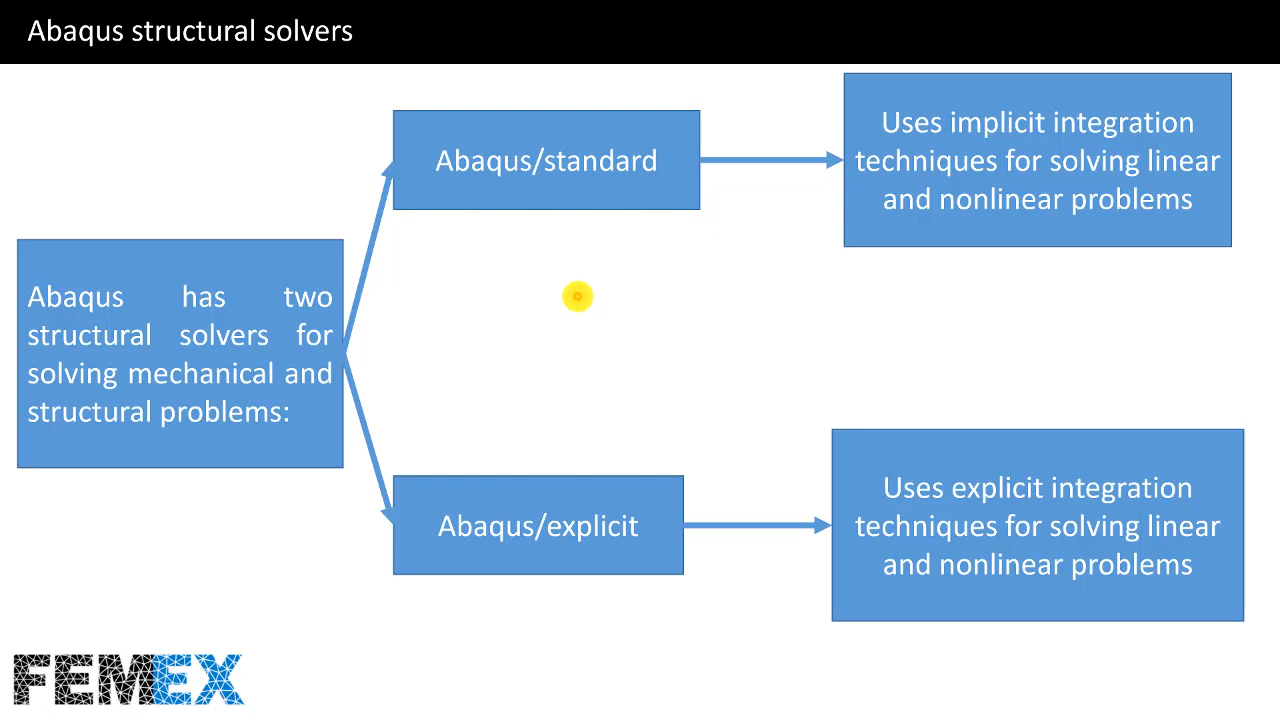 Abaqus structural solvers
Abaqus has two
structural solvers for
solving mechanical and
structural problems:
Abaqus/standard
Uses implicit integration
techniques for solving linear
and nonlinear problems
Abaqus/explicit
Uses explicit integration
techniques for solving linear
and nonlinear problems
FEMEX